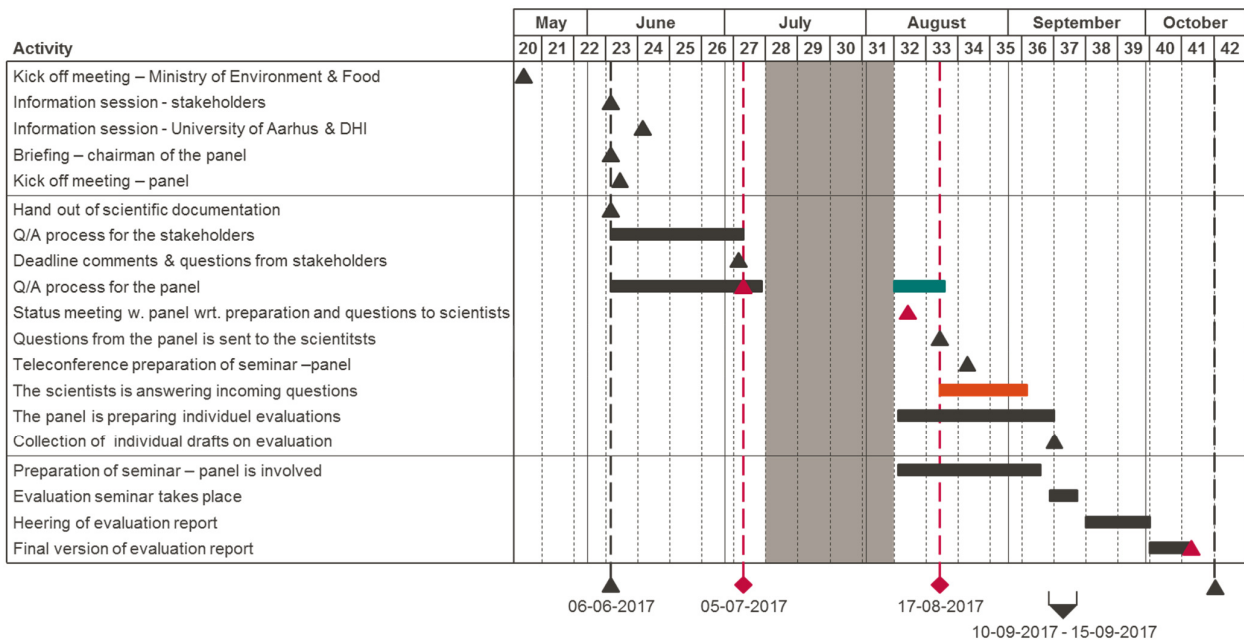 May June July August September October
Activity 20 21 22 23 24 25 26 27 28 29 30 31 32 33 34 35 36 37 38 39 40 41 42
Kick off meeting – Ministry of Environment & Food
Information session - stakeholders
Information session - University of Aarhus & DHI
Briefing – chairman of the panel
Kick off meeting – panel
Hand out of scientific documentation
Q/A process for the stakeholders
Deadline comments & questions from stakeholders
Q/A process for the panel
Status meeting w. panel wrt. preparation and questions to scientists
Questions from the panel is sent to the scientitsts
Teleconference preparation of seminar –panel
The scientists is answering incoming questions
The panel is preparing individuel evaluations
Collection of individual drafts on evaluation
Preparation of seminar – panel is involved
Evaluation seminar takes place
Heering of evaluation report
Final version of evaluation report
06-06-2017 05-07-2017 17-08-2017
10-09-2017 - 15-09-2017